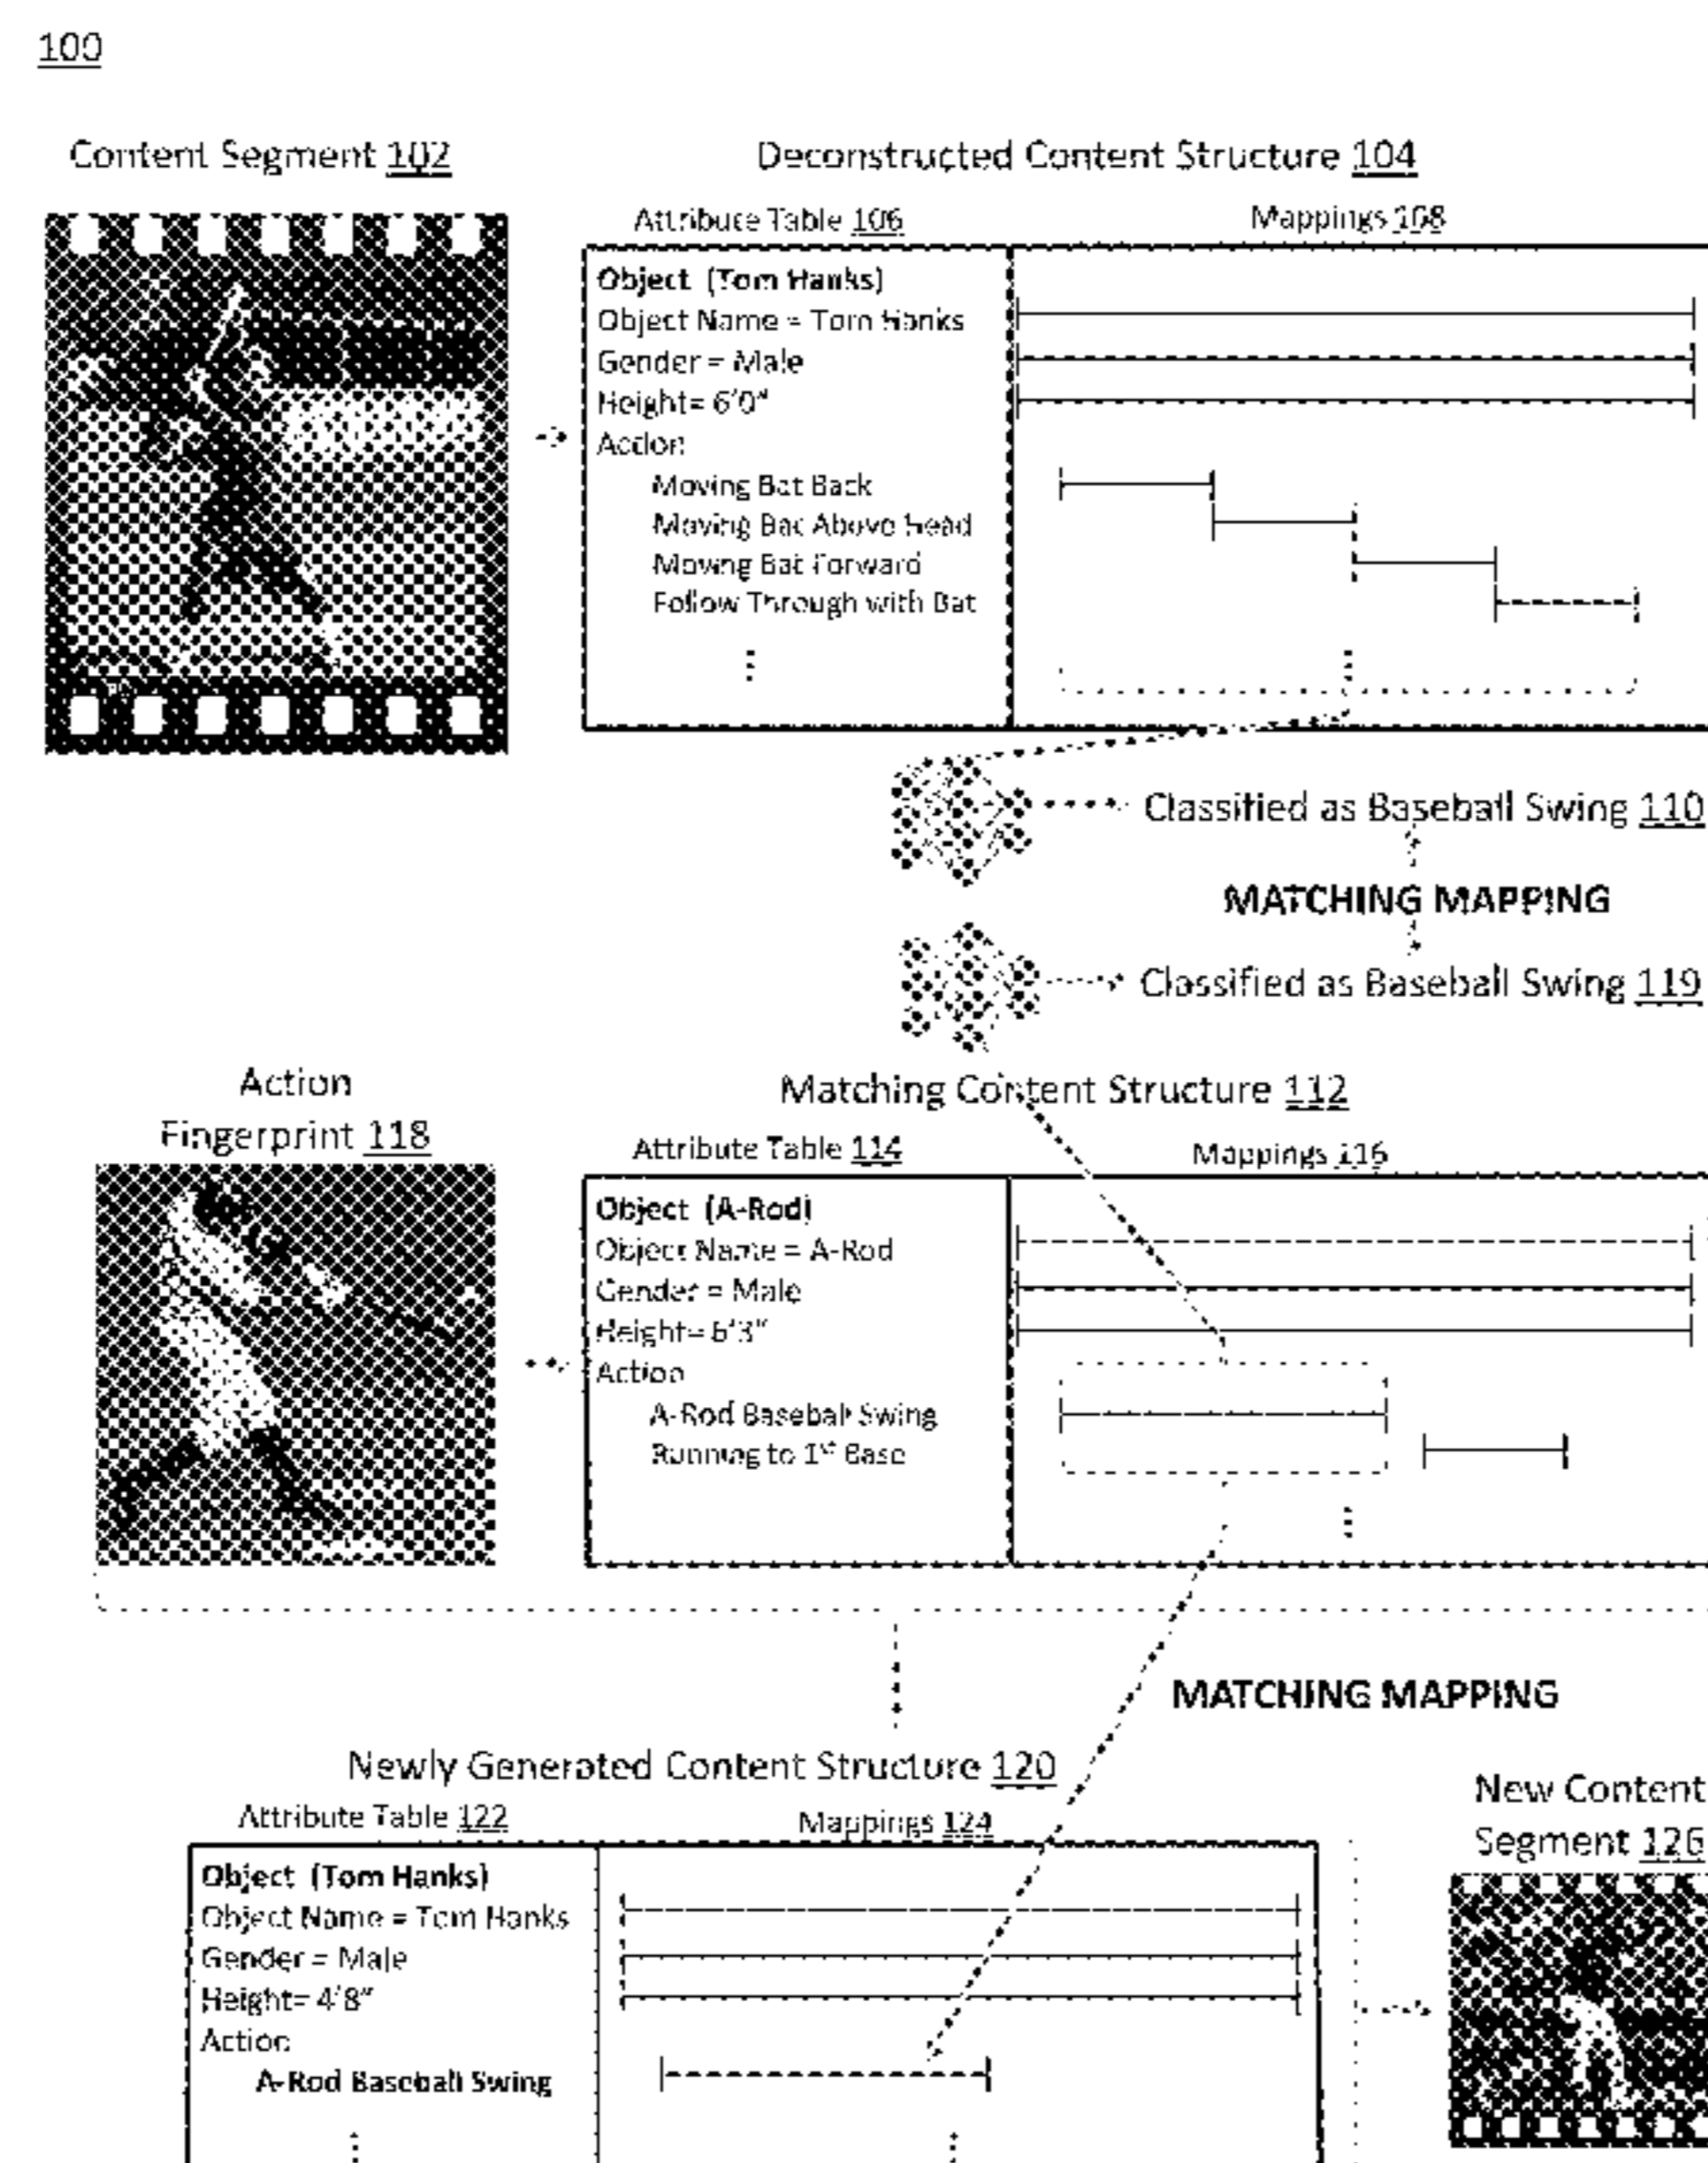 100
Content Segment 102
Deconstructed Content Structure 104
Attribute Table 106
Mappings 108
Object (Tom Hanks)
Object Name = Tom Hanks
Gender = Male
Height= 6'0"
Action
Moving Bat Back
Moving Bat Above Head
Moving Bat Forward
Follow Through with Bat
Classified as Baseball Swing 110
MATCHING MAPPING
Classified as Baseball Swing 119
Action
Fingerprint 118
Matching Content Structure 112
Attribute Table 114
Mappings 116
Object (A-Rod)
Object Name = A-Rod
Gender = Male
Height= 6'3"
Action
A-Rod Baseball Swing
Running to 1st Base
MATCHING MAPPING
Newly Generated Content Structure 120
Attribute Table 122
Mappings 124
Object (Tom Hanks)
Object Name = Tom Hanks
Gender = Male
Height= 4'8"
Action
A-Rod Baseball Swing
New Content
Segment 126